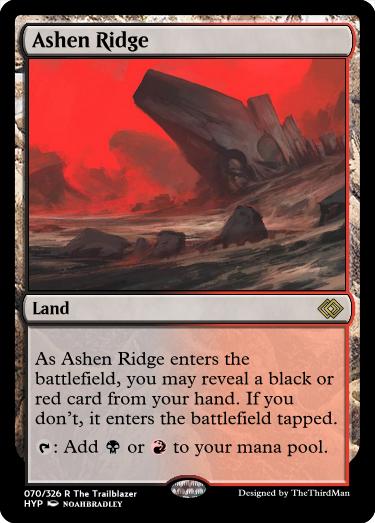 Ashen Ridge
Land
As Ashen Ridge enters the
battlefield, you may reveal a black or
red card from your hand. If you
don't, it enters the battlefield tapped.
: Add or to your mana pool.
070/326 R The Trailblazer
HYP NOAHBRADLEY
Designed by TheThirdMan